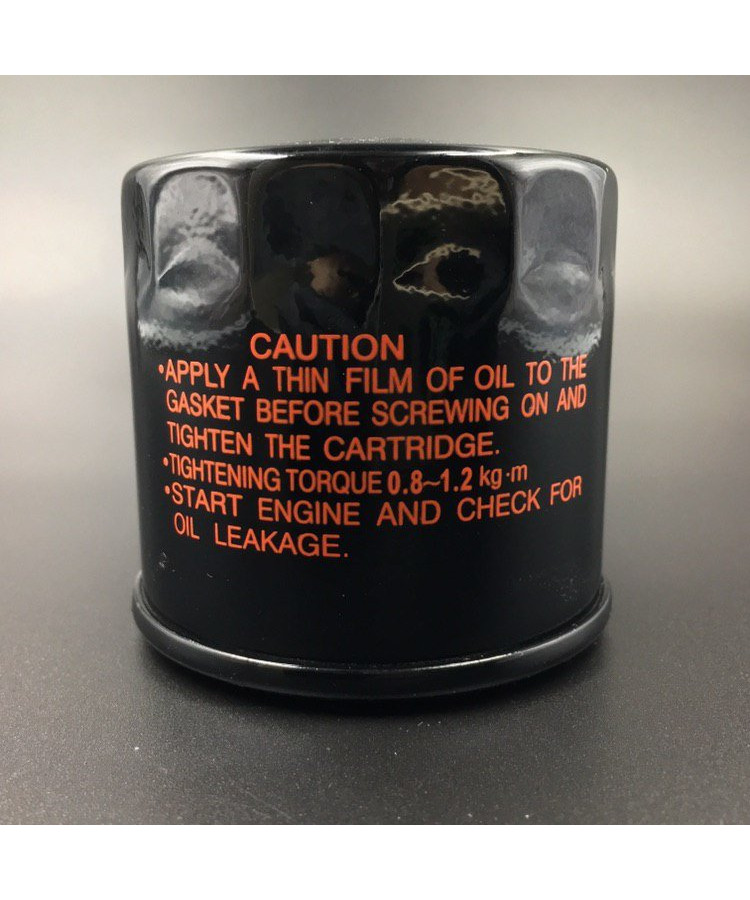 CAUTION
•APPLY A THIN FILM OF OIL TO THE
GASKET BEFORE SCREWING ON AND
TIGHTEN THE CARTRIDGE.
•TIGHTENING TORQUE 0.8~1.2 kg·m
•START ENGINE AND CHECK FOR
OIL LEAKAGE.